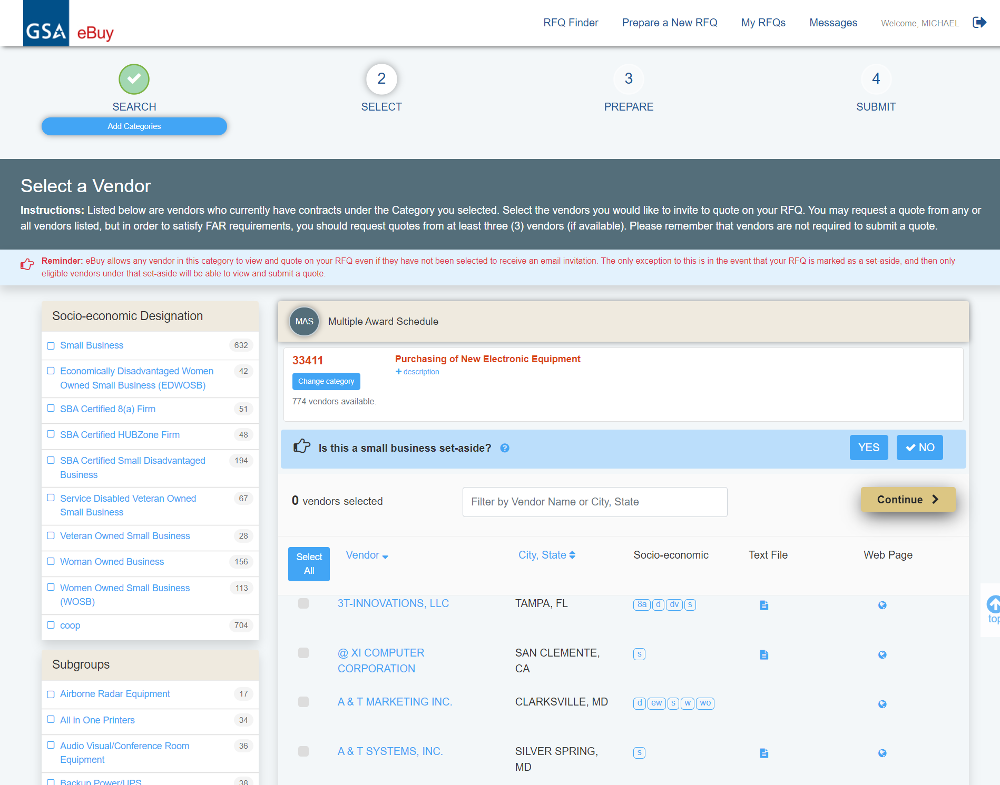 GSA eBuy
RFQ Finder Prepare a New RFQ My RFQs Messages Welcome, MICHAEL
2 3 4
SEARCH SELECT PREPARE SUBMIT
Add Categories
Select a Vendor
Instructions: Listed below are vendors who currently have contracts under the Category you selected. Select the vendors you would like to invite to quote on your RFQ. You may request a quote from any or
all vendors listed, but in order to satisfy FAR requirements, you should request quotes from at least three (3) vendors (if available). Please remember that vendors are not required to submit a quote.
Reminder: eBuy allows any vendor in this category to view and quote on your RFQ even if they have not been selected to receive an email invitation. The only exception to this is in the event that your RFQ is marked as a set-aside, and then only
eligible vendors under that set-aside will be able to view and submit a quote.
Socio-economic Designation
Small Business 632
Economically Disadvantaged Women 42
Owned Small Business (EDWOSB)
SBA Certified 8(a) Firm 51
SBA Certified HUBZone Firm 48
SBA Certified Small Disadvantaged 194
Business
Service Disabled Veteran Owned 67
Small Business
Veteran Owned Small Business 28
Woman Owned Business 156
Women Owned Small Business 113
(WOSB)
coop 704
Subgroups
Airborne Radar Equipment 17
All in One Printers 34
Audio Visual/Conference Room 36
Equipment
Backup Power/UPS 38
MAS Multiple Award Schedule
33411 Purchasing of New Electronic Equipment
description
Change category
774 vendors available.
Is this a small business set-aside? ? YES NO
0 vendors selected Filter by Vendor Name or City, State Continue
Select All Vendor City, State Socio-economic Text File Web Page
3T-INNOVATIONS, LLC TAMPA, FL 8a d dv s
@ XI COMPUTER SAN CLEMENTE, s
CORPORATION CA
A & T MARKETING INC. CLARKSVILLE, MD d ew s w wo
A & T SYSTEMS, INC. SILVER SPRING, s
MD
top